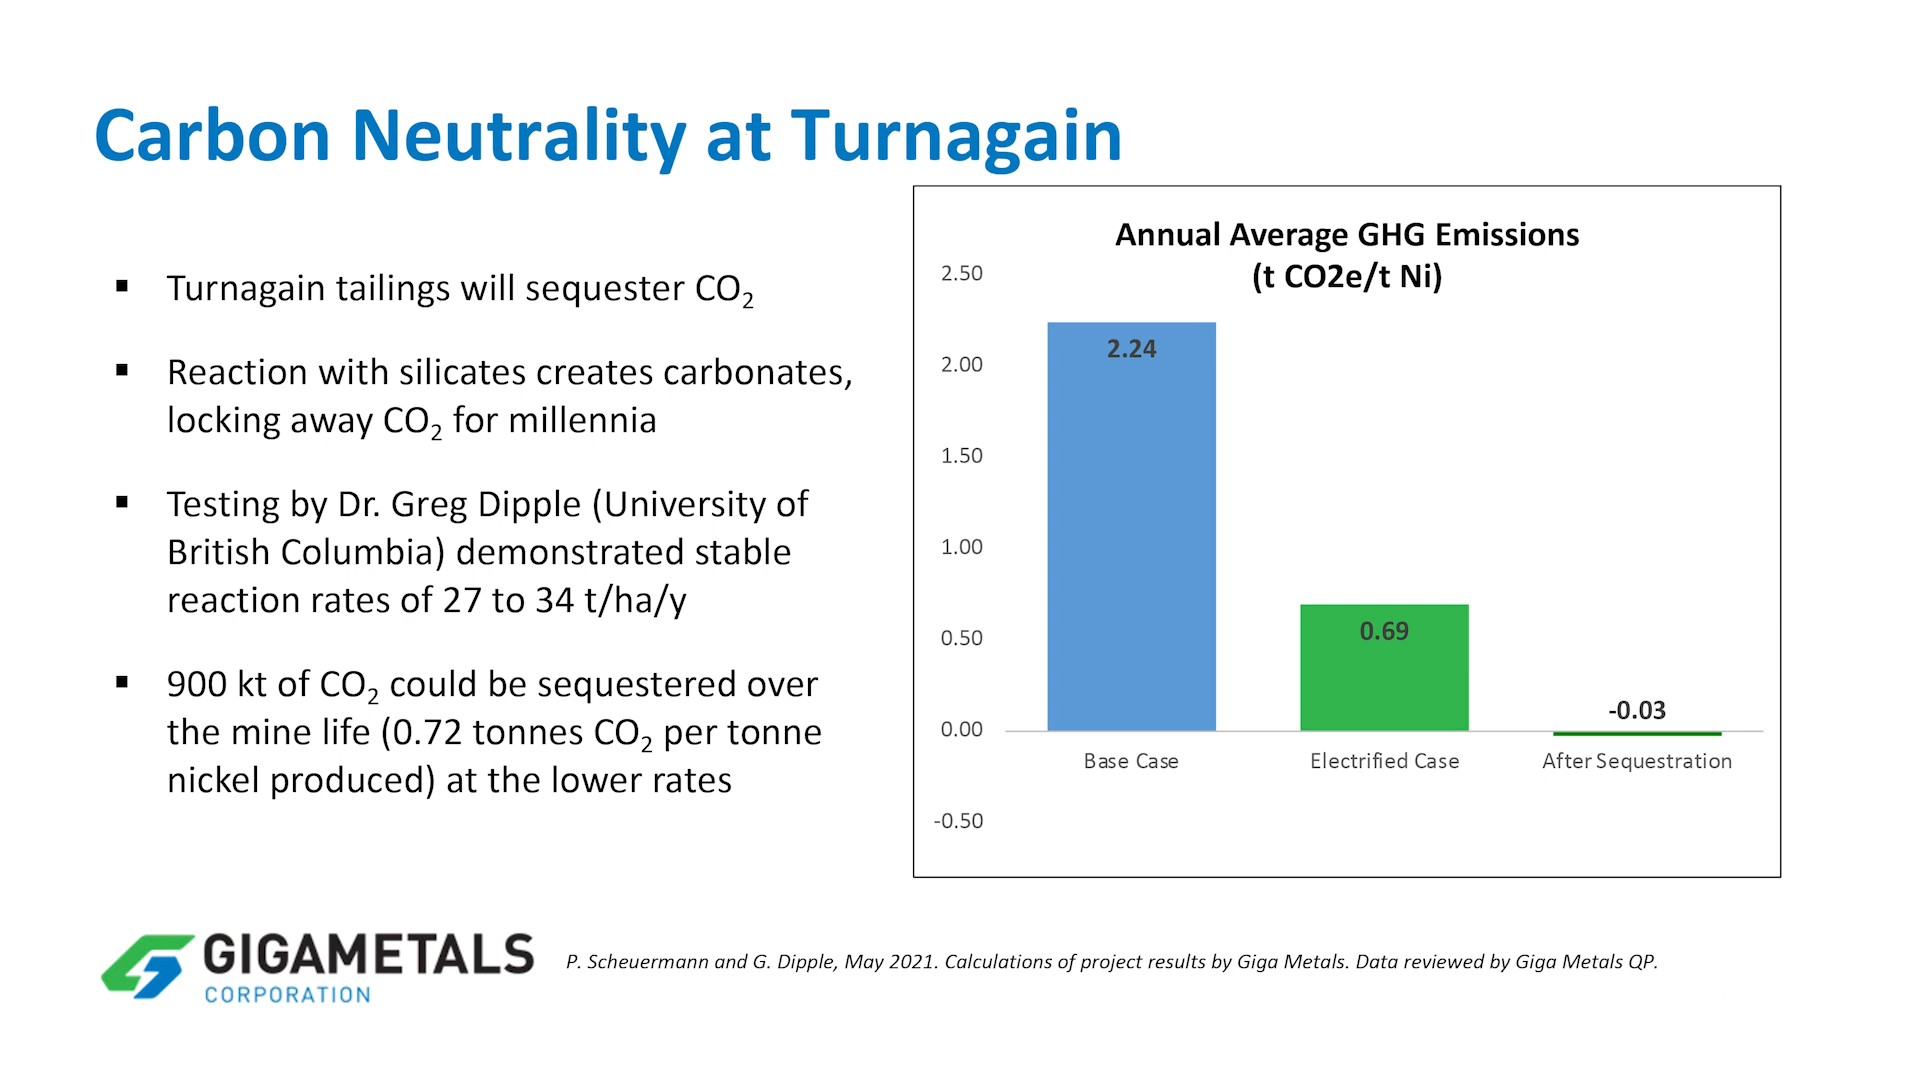 Carbon Neutrality at Turnagain
▪ Turnagain tailings will sequester CO₂
▪ Reaction with silicates creates carbonates,
locking away CO₂ for millennia
▪ Testing by Dr. Greg Dipple (University of
British Columbia) demonstrated stable
reaction rates of 27 to 34 t/ha/y
▪ 900 kt of CO₂ could be sequestered over
the mine life (0.72 tonnes CO₂ per tonne
nickel produced) at the lower rates
Annual Average GHG Emissions
(t CO2e/t Ni)
2.50
2.00
1.50
1.00
0.50
0.00
-0.50
2.24
0.69
-0.03
Base Case
Electrified Case
After Sequestration
GIGAMETALS
CORPORATION
P. Scheuermann and G. Dipple, May 2021. Calculations of project results by Giga Metals. Data reviewed by Giga Metals QP.